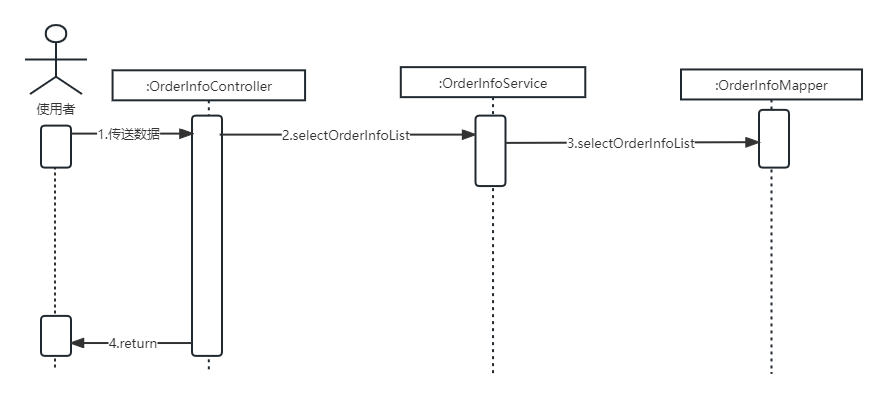 :OrderInfoController
:OrderInfoService
:OrderInfoMapper
使用者
1.传送数据
2.selectOrderInfoList
3.selectOrderInfoList
4.return